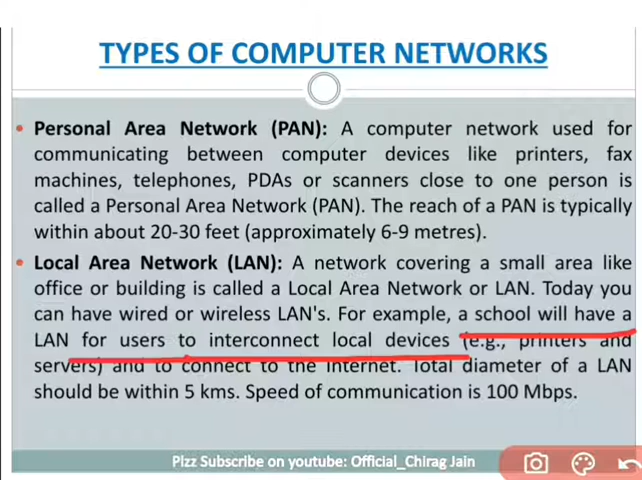 TYPES OF COMPUTER NETWORKS
• Personal Area Network (PAN): A computer network used for
communicating between computer devices like printers, fax
machines, telephones, PDAs or scanners close to one person is
called a Personal Area Network (PAN). The reach of a PAN is typically
within about 20-30 feet (approximately 6-9 metres).
• Local Area Network (LAN): A network covering a small area like
office or building is called a Local Area Network or LAN. Today you
can have wired or wireless LAN's. For example, a school will have a
LAN for users to interconnect local devices (e.g., printers and
servers) and to connect to the Internet. Total diameter of a LAN
should be within 5 kms. Speed of communication is 100 Mbps.
Plzz Subscribe on youtube: Official_Chirag Jain